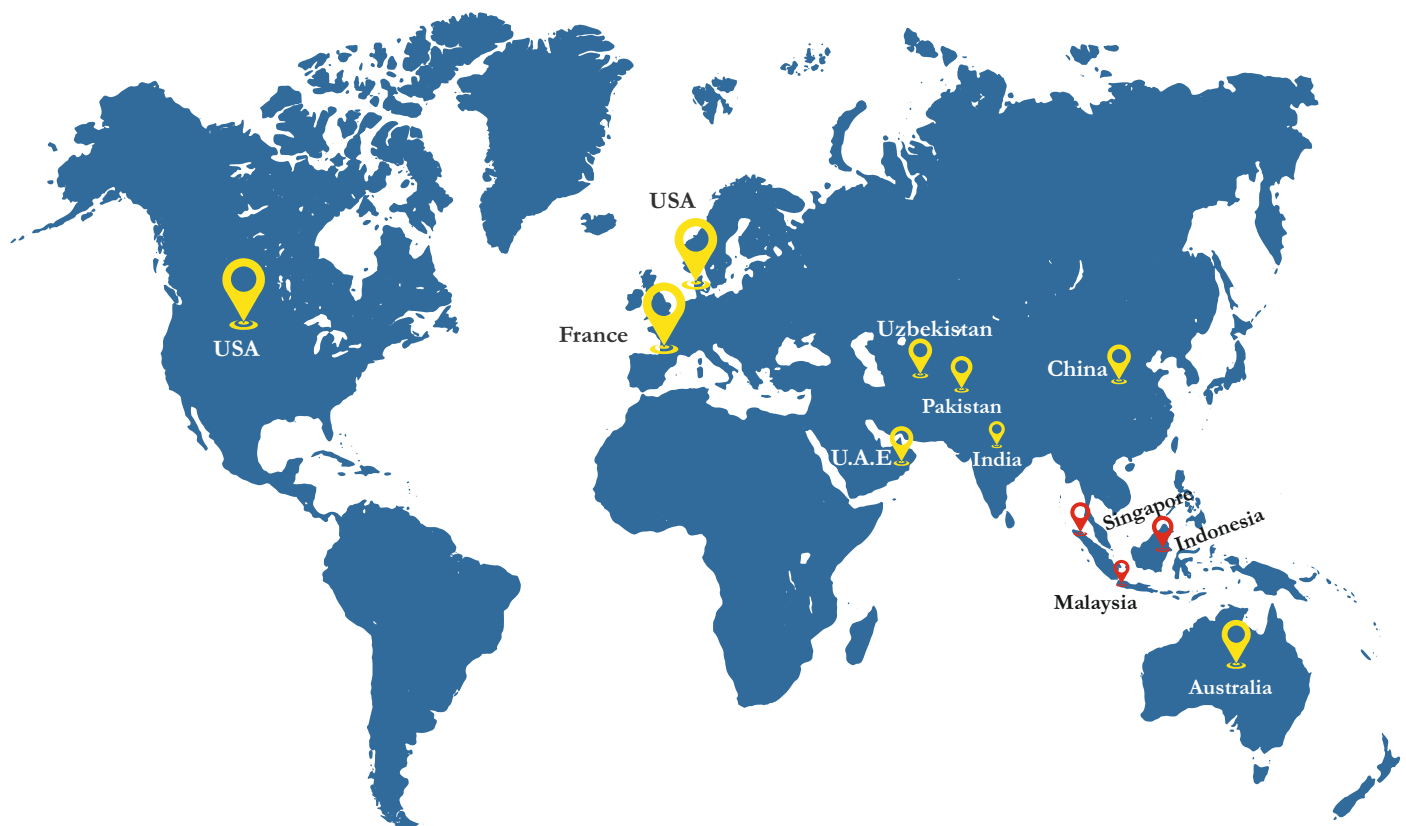 USA
Uzbekistan
France
USA
China
Pakistan
U.A.E
India
Singapore
Indonesia
Malaysia
Australia